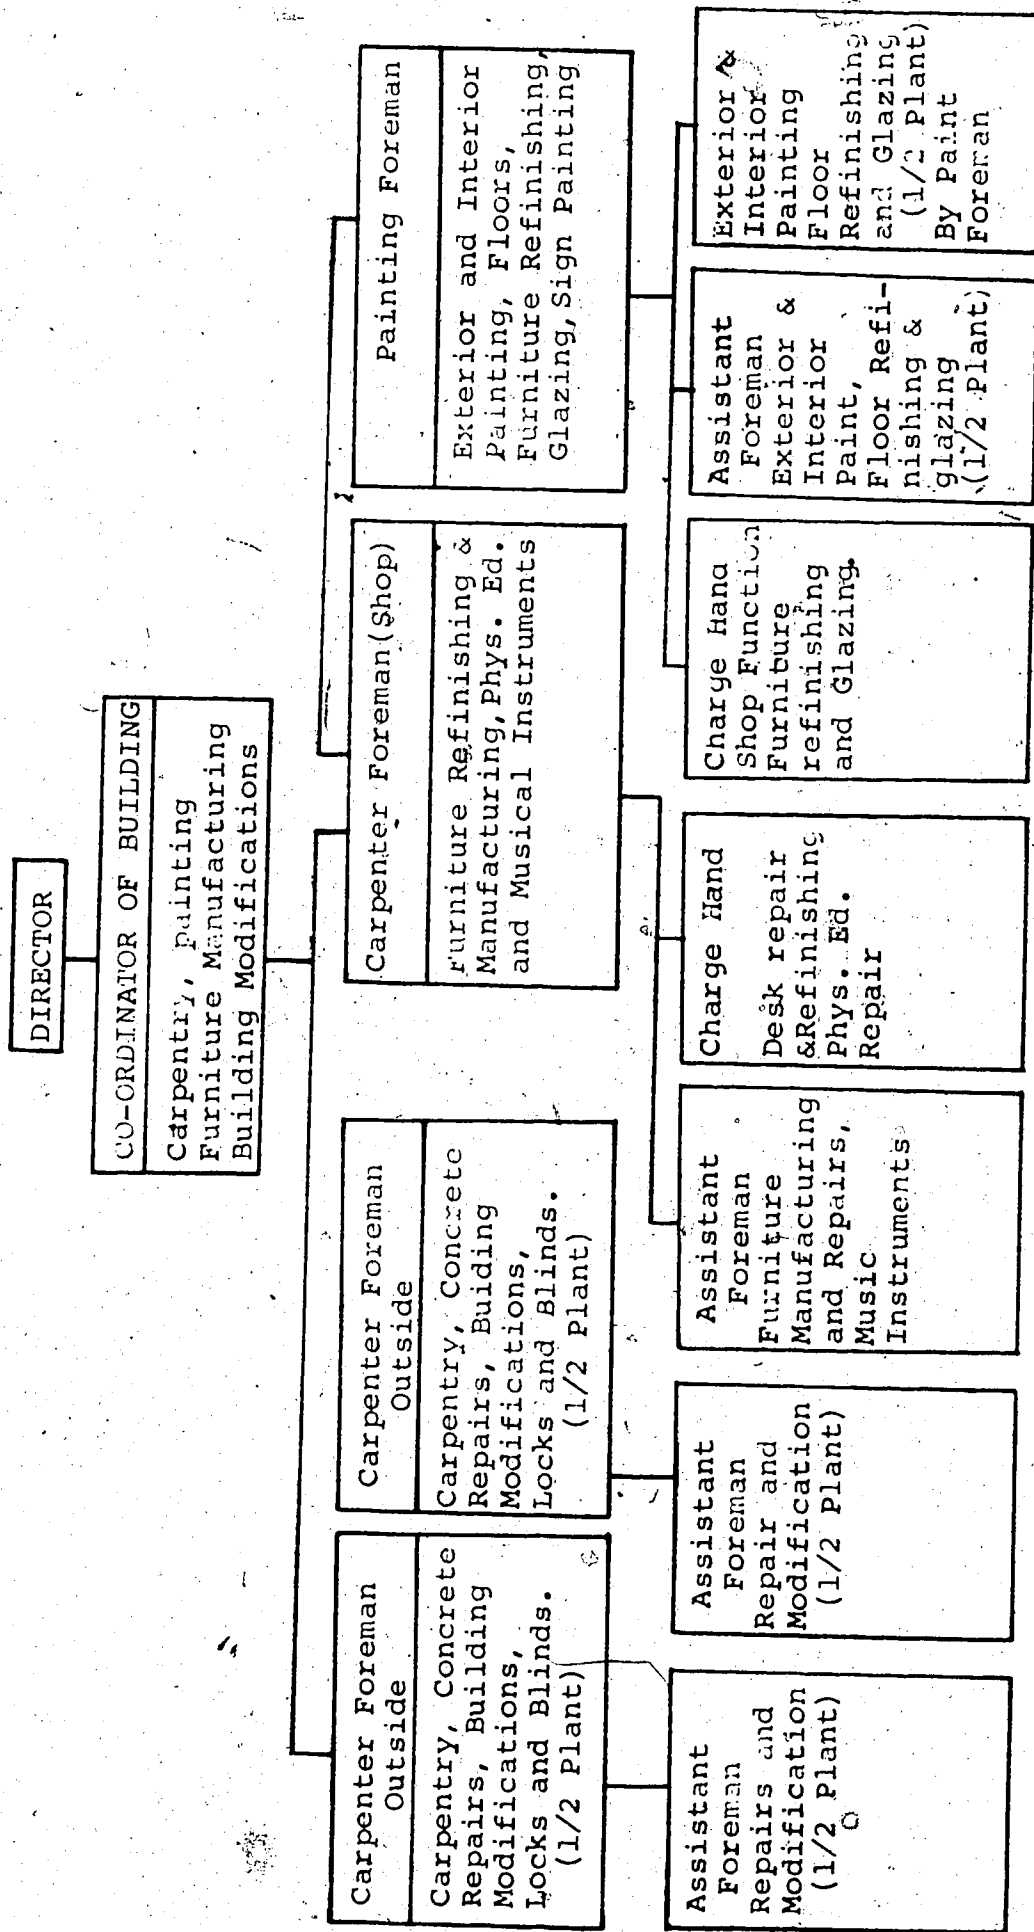 DIRECTOR
CO-ORDINATOR OF BUILDING
Carpentry, painting
Furniture Manufacturing
Building Modifications
Carpenter Foreman
Outside
Carpentry, Concrete
Repairs, Building
Modifications,
Locks and Blinds.
(1/2 Plant)
Carpenter Foreman
Outside
Carpentry, Concrete
Repairs, Buiding
Modifications,
Locks and Blinds.
(1/2 Plant)
Carpenter Foreman(Shop)
Furniture Refinishing &
Manufacturing,Phys. Ed.
and Musical Instruments
Painting Foreman
Exterior and Interior
Painting, Floors,
Furniture Refinishing,
Glazing,Sign Painting
Assistant
Foreman
Repairs and
Modification
(1/2 Plant)
Assistant
Foreman
Repair and
Modification
(1/2 Plant)
Assistant
Foreman
Furniture
Manufacturing
and Repairs,
Music
Instruments
Charge Hand
Desk repair
&Refinishing
Phys. Ed.
Repair
Charge Hand
Shop Function
Furniture
refinishing
and Glazing.
Assistant
Foreman
Exterior &
Interior
Paint,
Floor Refi-
nishing &
glazing
(1/2 Plant)
Exterior &
Interior
Painting
Floor
Refinishing
and Glazing
(1/2 Plant)
By Paint
Foreman